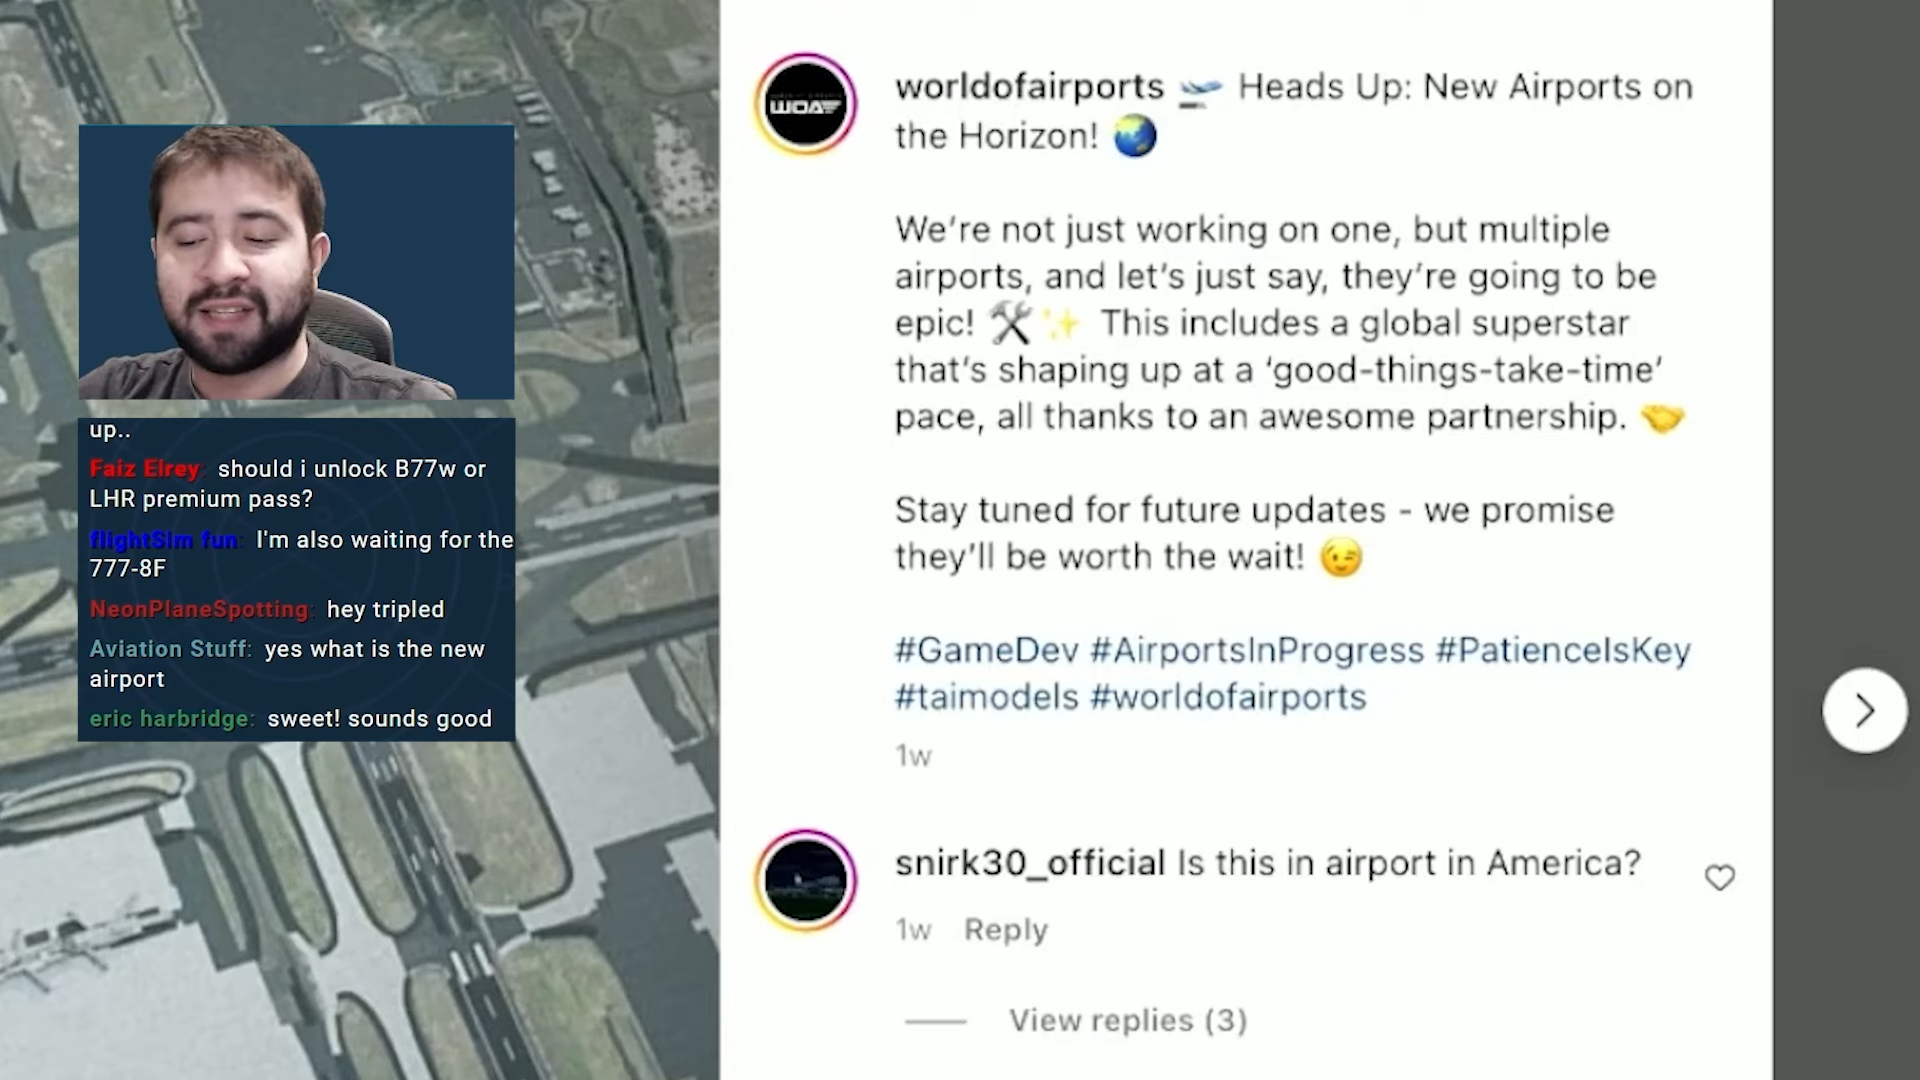 up..
Faiz Elrey: should i unlock B77w or
LHR premium pass?
flightSim fun: I'm also waiting for the
777-8F
NeonPlaneSpotting: hey tripled
Aviation Stuff: yes what is the new
airport
eric harbridge: sweet! sounds good
WOA
worldofairports 🛫 Heads Up: New Airports on
the Horizon! 🌏
We’re not just working on one, but multiple
airports, and let’s just say, they’re going to be
epic! 🛠✨ This includes a global superstar
that’s shaping up at a ‘good-things-take-time’
pace, all thanks to an awesome partnership. 🤝
Stay tuned for future updates - we promise
they’ll be worth the wait! 😉
#GameDev #AirportsInProgress #PatienceIsKey
#taimodels #worldofairports
1w
snirk30_official Is this in airport in America?
1w Reply
View replies (3)